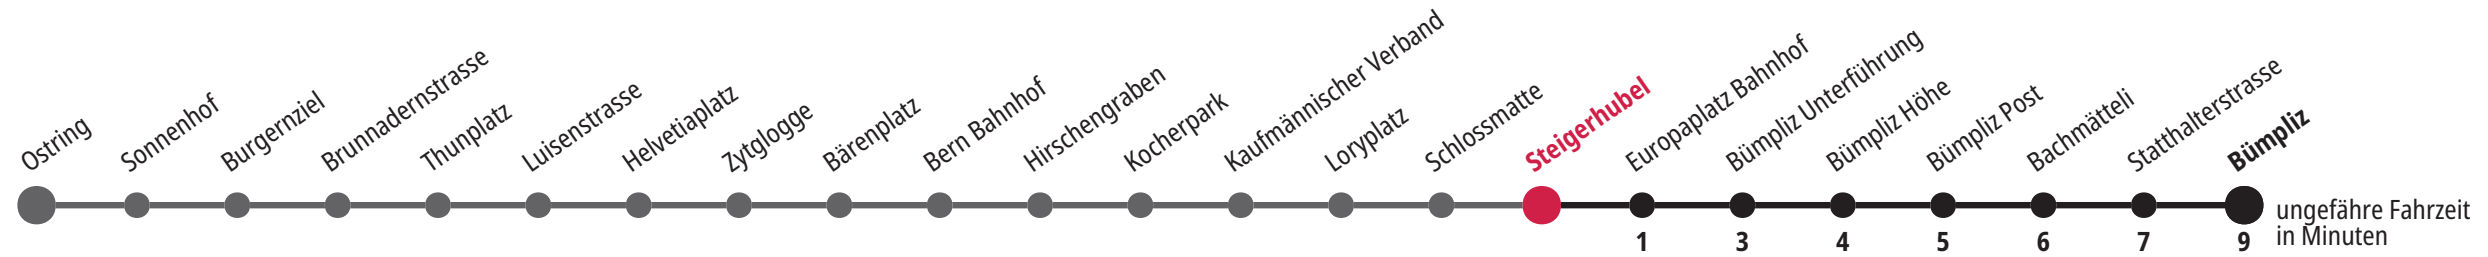 Ostring
Sonnenhof
Burgernziel
Brunnadernstrasse
Thunplatz
Luisenstrasse
Helvetiaplatz
Zytglogge
Bärenplatz
Bern Bahnhof
Hirschengraben
Kocherpark
Kaufmännischer Verband
Loryplatz
Schlossmatte
Steigerhubel
Europaplatz Bahnhof
Bümpliz Unterführung
Bümpliz Höhe
Bümpliz Post
Bachmätteli
Statthalterstrasse
Bümpliz
1 3 4 5 6 7 9
ungefähre Fahrzeit
in Minuten